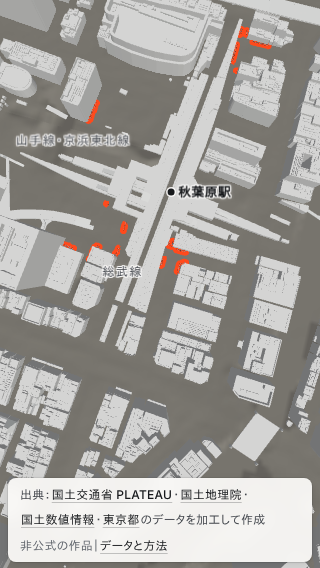 山手線・京浜東北線
秋葉原駅
総武線
出典：国土交通省 PLATEAU・国土地理院・
国土数値情報・東京都のデータを加工して作成
非公式の作品｜データと方法